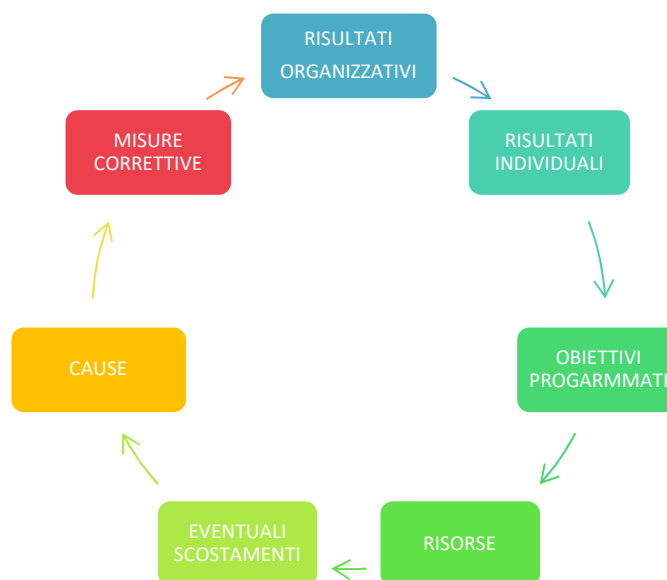 RISULTATI
ORGANIZZATIVI
RISULTATI
INDIVIDUALI
OBIETTIVI
PROGARMMATI
RISORSE
EVENTUALI
SCOSTAMENTI
CAUSE
MISURE
CORRETTIVE